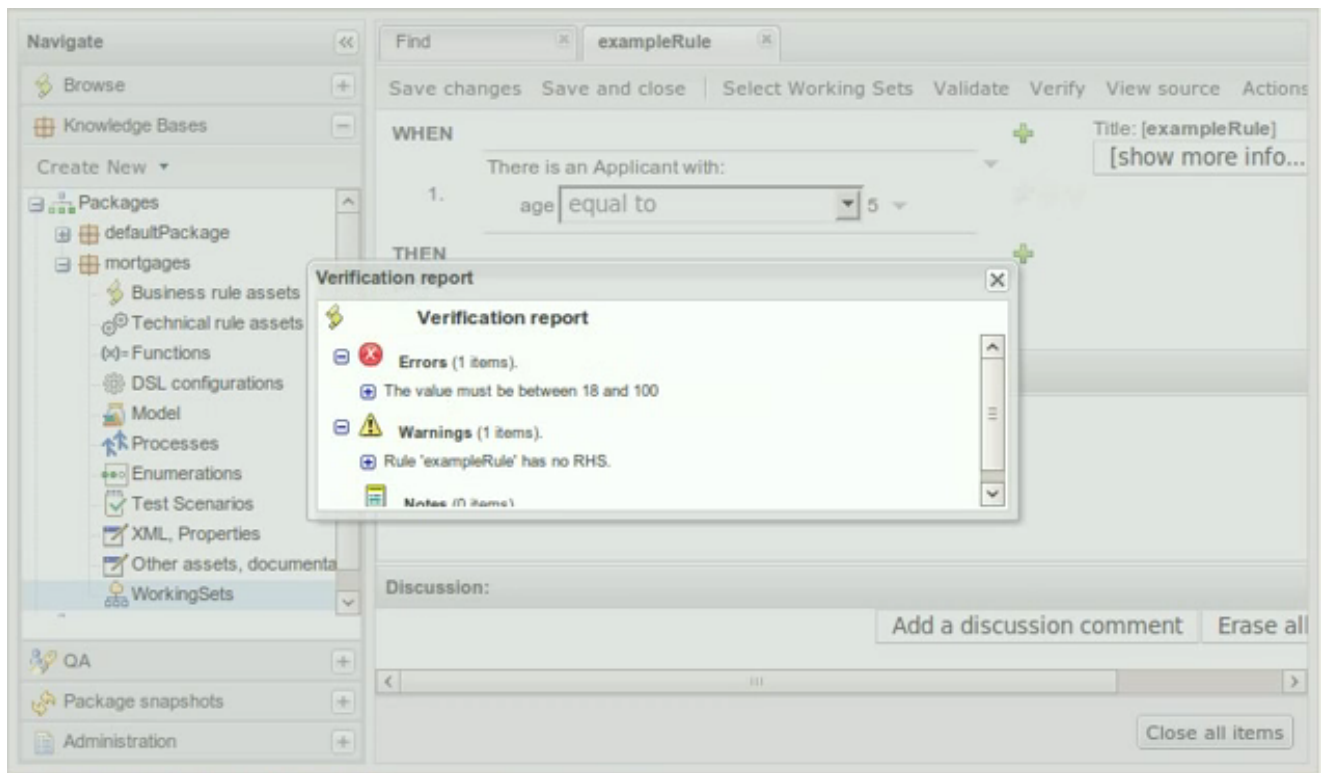 Navigate
Browse
Knowledge Bases
Create New
Packages
defaultPackage
mortgages
Business rule assets
Technical rule assets
(x)= Functions
DSL configurations
Model
Processes
Enumerations
Test Scenarios
XML, Properties
Other assets, documenta
WorkingSets
QA
Package snapshots
Administration
Find exampleRule
Save changes Save and close Select Working Sets Validate Verify View source Actions
WHEN
Title: [exampleRule]
[show more info...
There is an Applicant with:
1.
age equal to 5
THEN
Verification report
Verification report
Errors (1 items).
The value must be between 18 and 100
Warnings (1 items).
Rule 'exampleRule' has no RHS.
Notes (0 items)
Discussion:
Add a discussion comment Erase all
Close all items